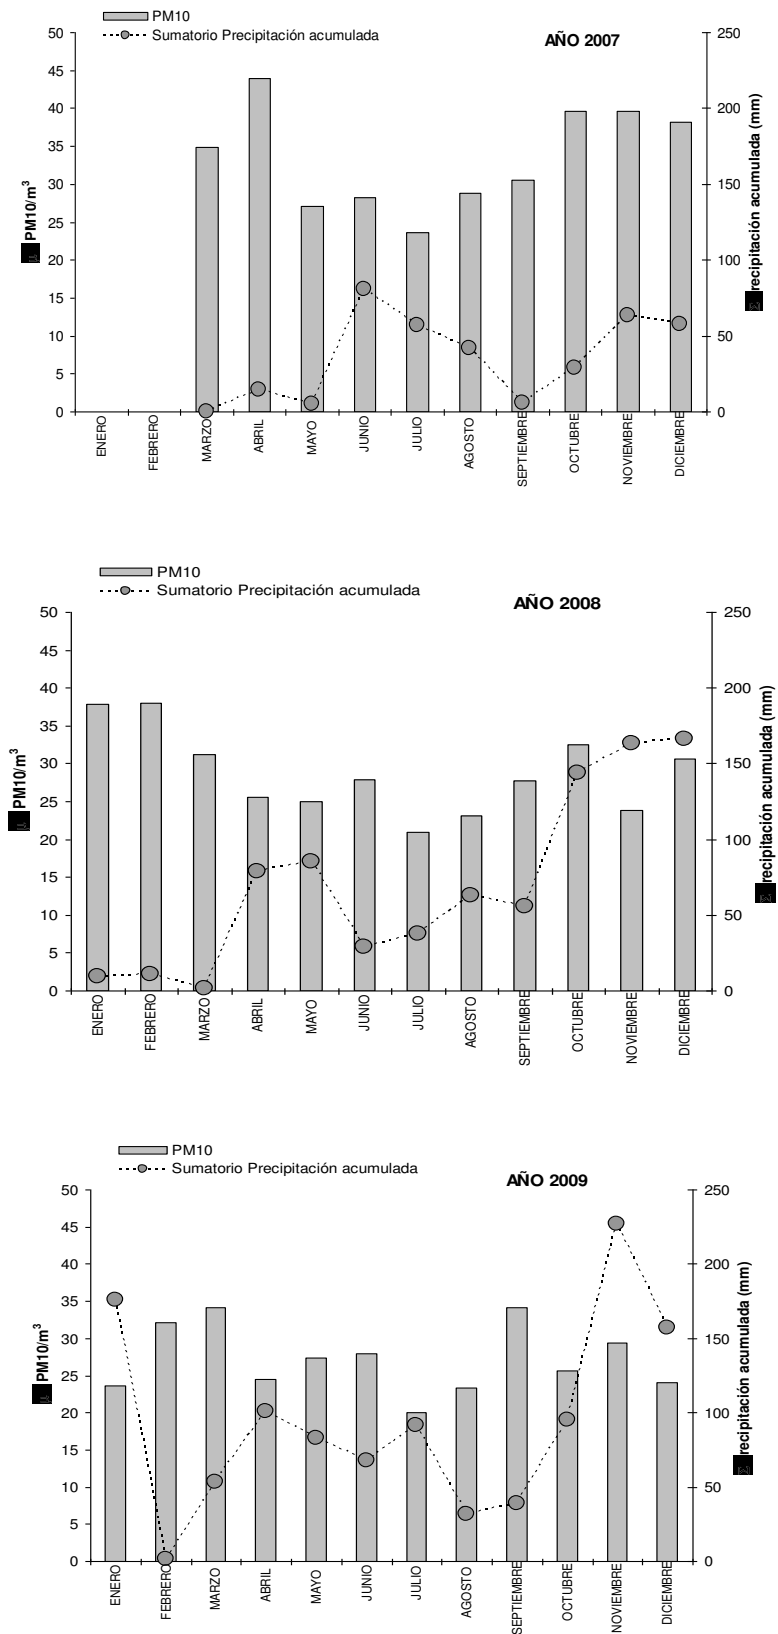 PM10
Sumatorio Precipitación acumulada
AÑO 2007
50
45
40
35
30
25
20
15
10
5
0
250
200
150
100
50
0
µ PM10/m³
Σ recipitación acumulada (mm)
ENERO
FEBRERO
MARZO
ABRIL
MAYO
JUNIO
JULIO
AGOSTO
SEPTIEMBRE
OCTUBRE
NOVIEMBRE
DICIEMBRE
PM10
Sumatorio Precipitación acumulada
AÑO 2008
50
45
40
35
30
25
20
15
10
5
0
250
200
150
100
50
0
µ PM10/m³
Σ recipitación acumulada (mm)
ENERO
FEBRERO
MARZO
ABRIL
MAYO
JUNIO
JULIO
AGOSTO
SEPTIEMBRE
OCTUBRE
NOVIEMBRE
DICIEMBRE
PM10
Sumatorio Precipitación acumulada
AÑO 2009
50
45
40
35
30
25
20
15
10
5
0
250
200
150
100
50
0
µ PM10/m³
Σ recipitación acumulada (mm)
ENERO
FEBRERO
MARZO
ABRIL
MAYO
JUNIO
JULIO
AGOSTO
SEPTIEMBRE
OCTUBRE
NOVIEMBRE
DICIEMBRE